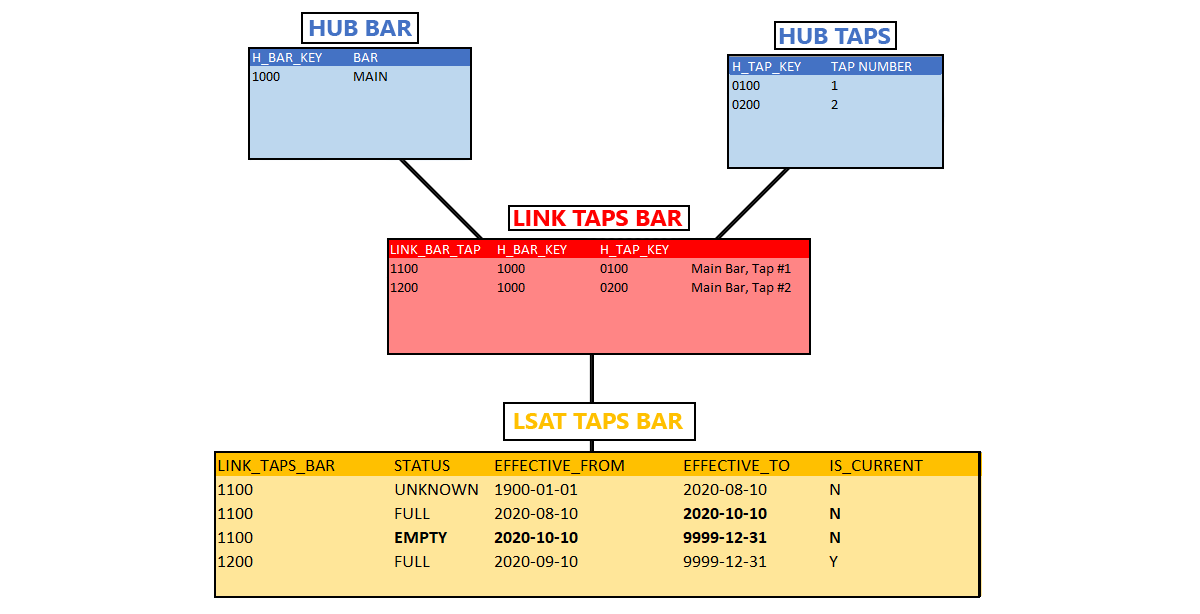 HUB BAR
H_BAR_KEY BAR
1000 MAIN
HUB TAPS
H_TAP_KEY TAP NUMBER
0100 1
0200 2
LINK TAPS BAR
LINK_BAR_TAP H_BAR_KEY H_TAP_KEY
1100 1000 0100 Main Bar, Tap #1
1200 1000 0200 Main Bar, Tap #2
LSAT TAPS BAR
LINK_TAPS_BAR STATUS EFFECTIVE_FROM EFFECTIVE_TO IS_CURRENT
1100 UNKNOWN 1900-01-01 2020-08-10 N
1100 FULL 2020-08-10 2020-10-10 N
1100 EMPTY 2020-10-10 9999-12-31 N
1200 FULL 2020-09-10 9999-12-31 Y